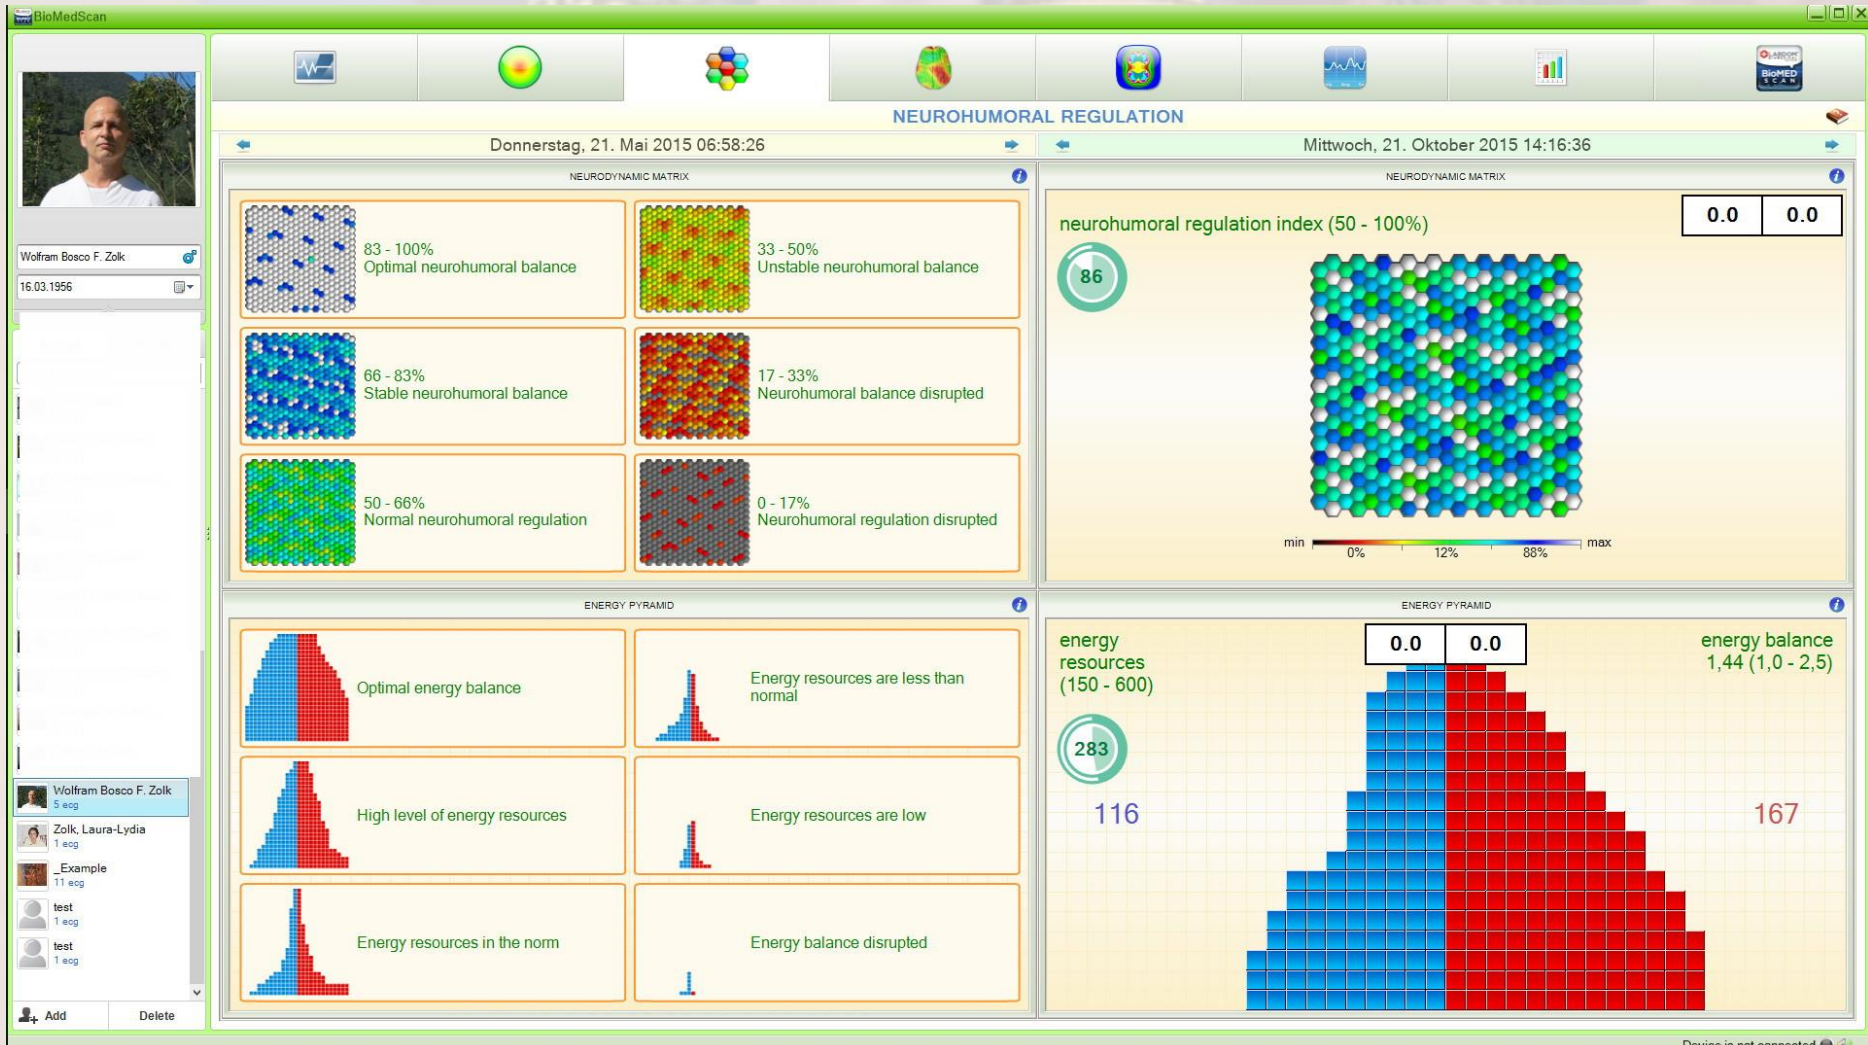 BioMedScan
LABDOM
BioMED
SCAN
NEUROHUMORAL REGULATION
Donnerstag, 21. Mai 2015 06:58:26
Mittwoch, 21. Oktober 2015 14:16:36
Wolfram Bosco F. Zolk
16.03.1956
NEURODYNAMIC MATRIX
83 - 100%
Optimal neurohumoral balance
33 - 50%
Unstable neurohumoral balance
66 - 83%
Stable neurohumoral balance
17 - 33%
Neurohumoral balance disrupted
50 - 66%
Normal neurohumoral regulation
0 - 17%
Neurohumoral regulation disrupted
NEURODYNAMIC MATRIX
neurohumoral regulation index (50 - 100%)
0.0 0.0
86
min 0% 12% 88% max
ENERGY PYRAMID
Optimal energy balance
Energy resources are less than
normal
High level of energy resources
Energy resources are low
Energy resources in the norm
Energy balance disrupted
ENERGY PYRAMID
energy
resources
(150 - 600)
0.0 0.0
energy balance
1,44 (1,0 - 2,5)
283
116
167
Wolfram Bosco F. Zolk
5 ecg
Zolk, Laura-Lydia
1 ecg
_Example
11 ecg
test
1 ecg
test
1 ecg
Add Delete
Device is not connected